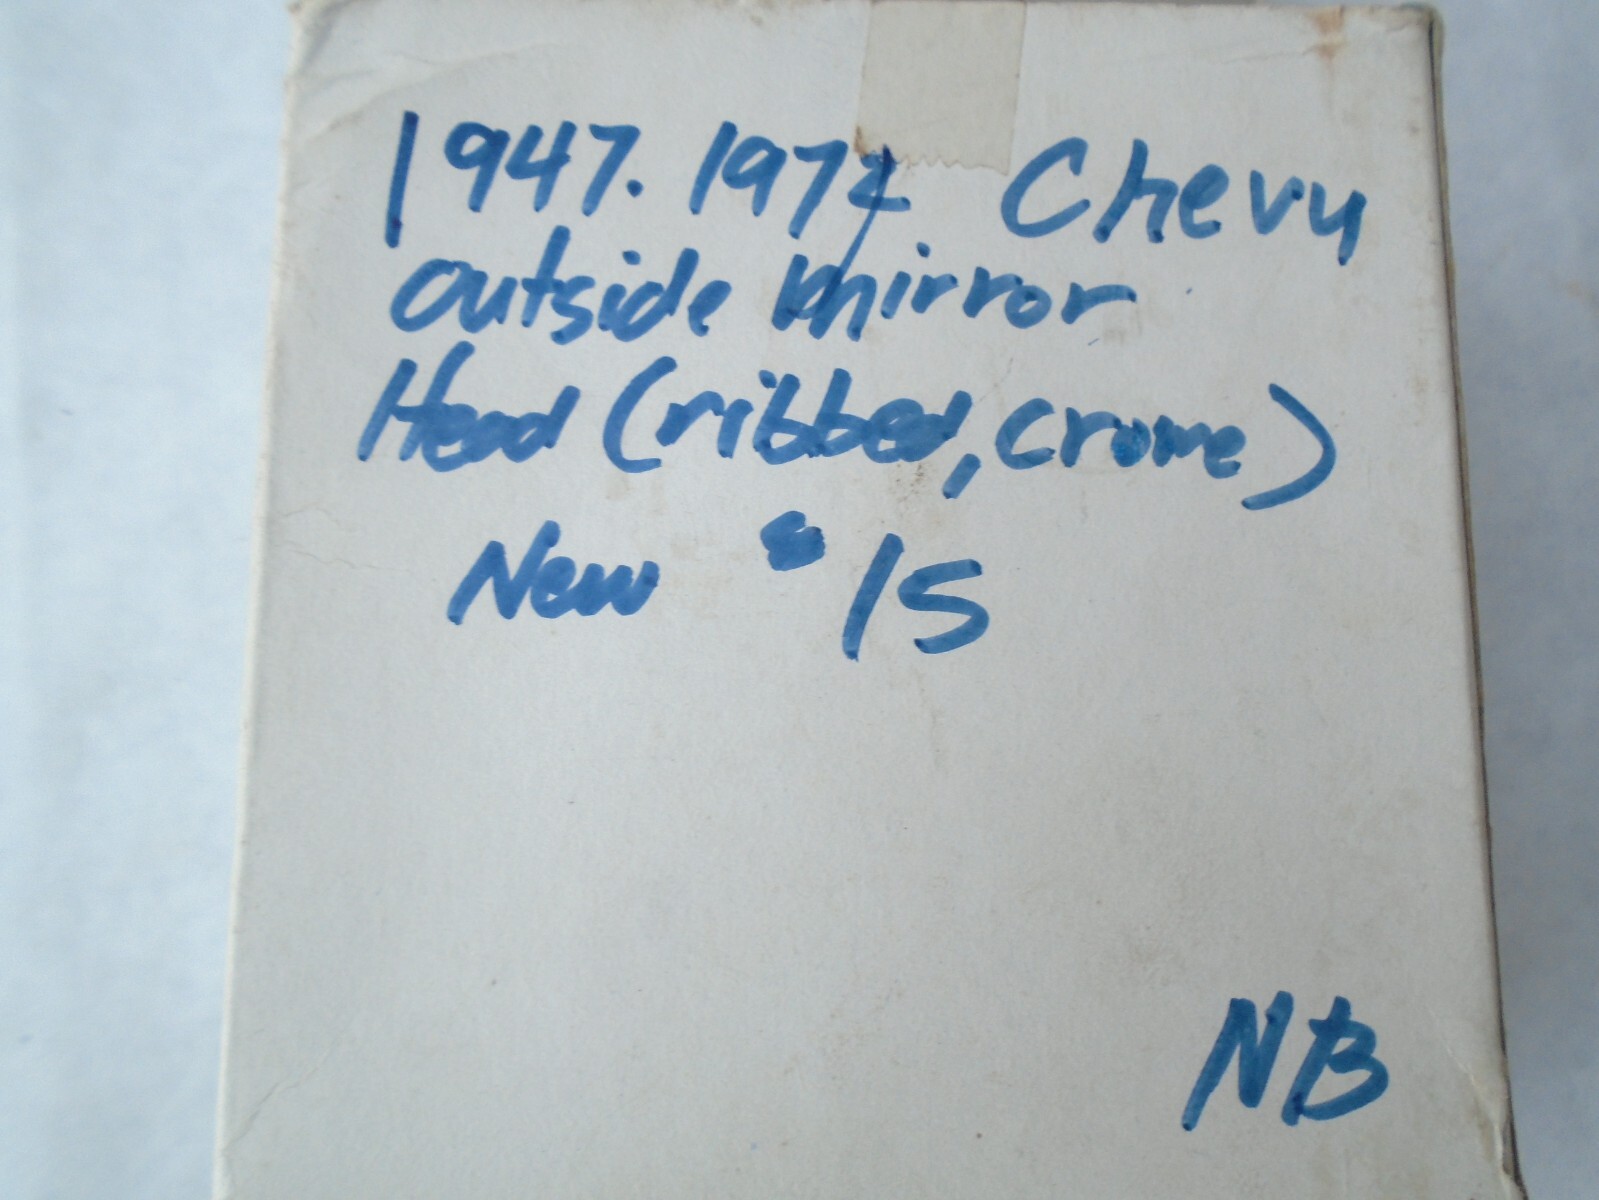 1947. 1972 Chevy
outside mirror
Head (ribbed, crome)
New $15
NB